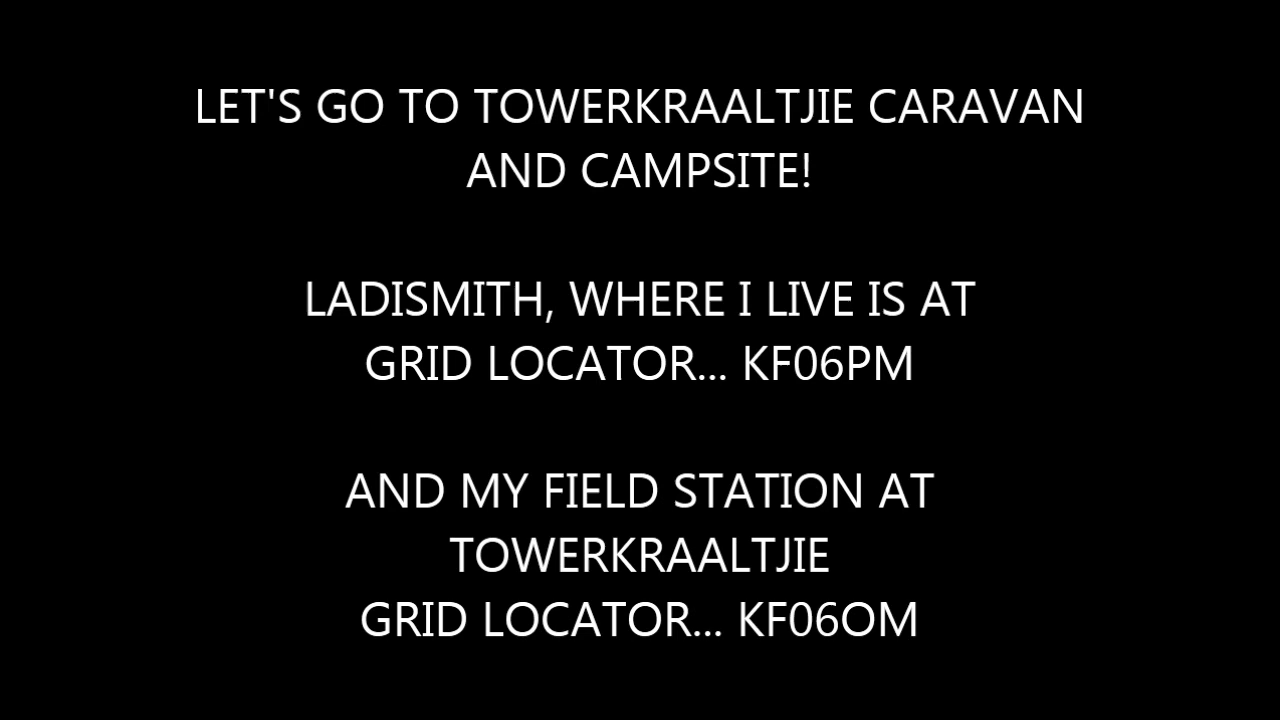 LET'S GO TO TOWERKRAALTJIE CARAVAN
AND CAMPSITE!
LADISMITH, WHERE I LIVE IS AT
GRID LOCATOR... KF06PM
AND MY FIELD STATION AT
TOWERKRAALTJIE
GRID LOCATOR... KF06OM